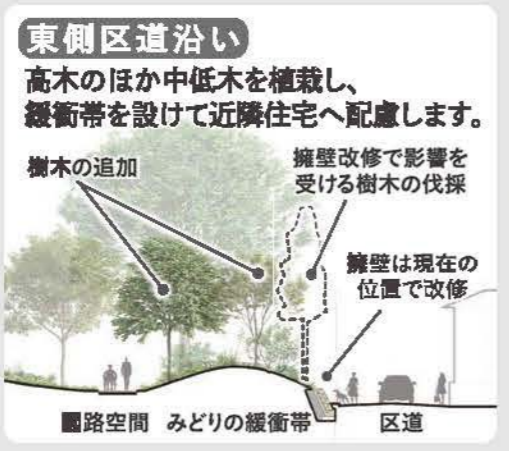 東側区道沿い
高木のほか中低木を植栽し、
緩衝帯を設けて近隣住宅へ配慮します。
樹木の追加
擁壁改修で影響を
受ける樹木の伐採
擁壁は現在の
位置で改修
路空間
みどりの緩衝帯
区道